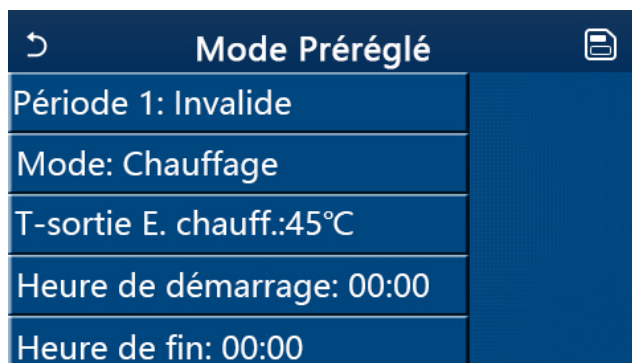 Mode Préréglé
Période 1: Invalide
Mode: Chauffage
T-sortie E. chauff.:45℃
Heure de démarrage: 00:00
Heure de fin: 00:00